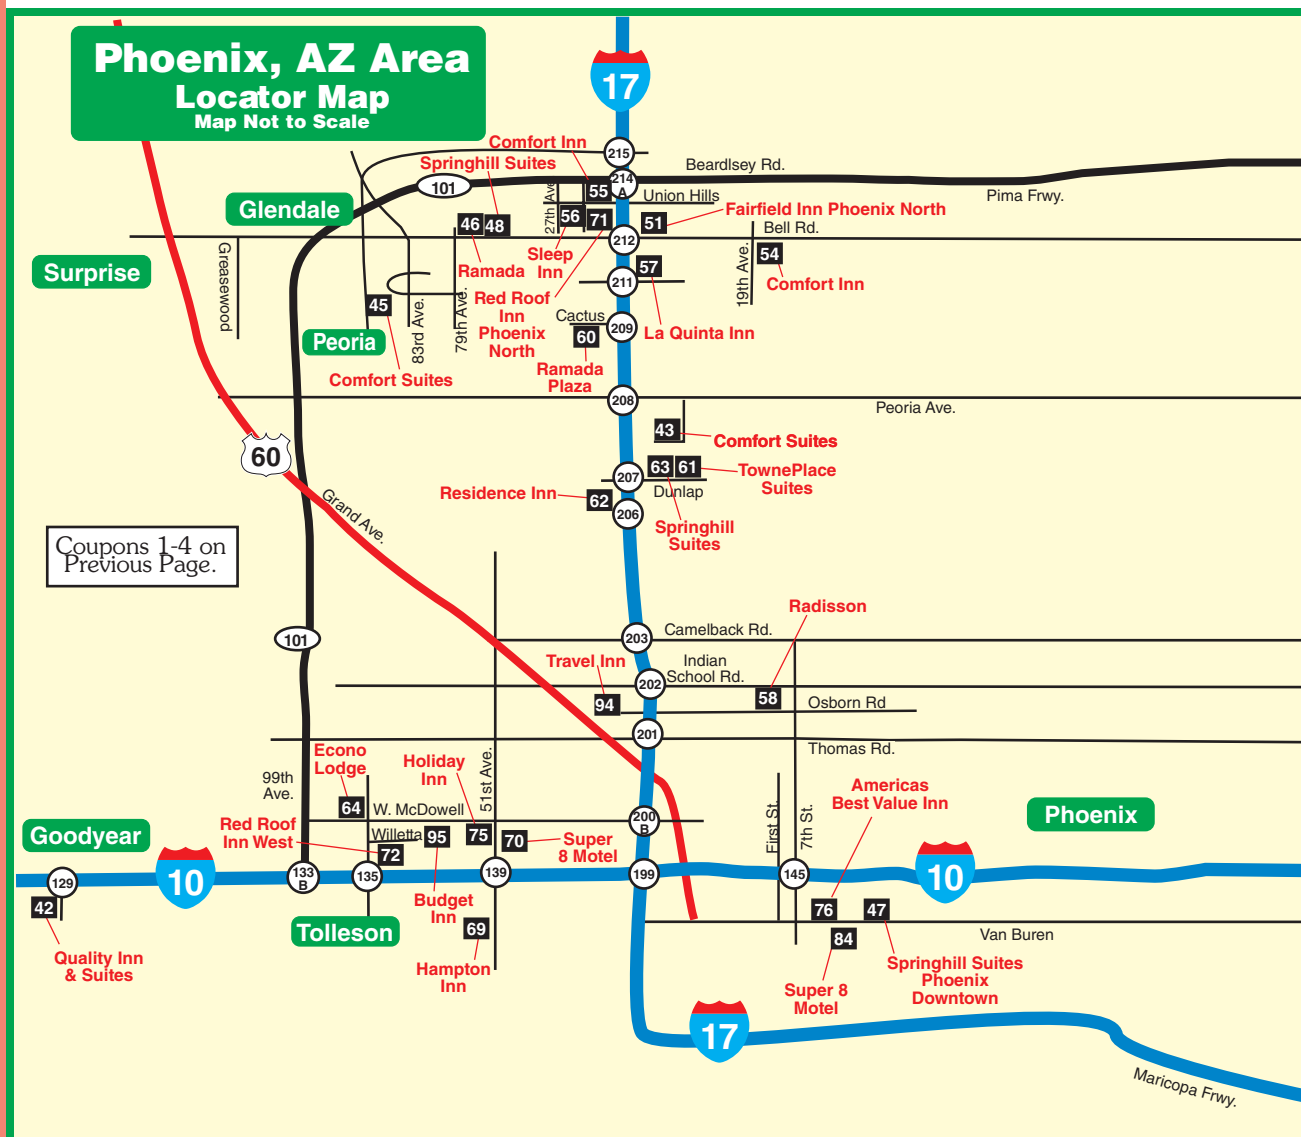 Phoenix, AZ Area
Locator Map
Map Not to Scale
17
Comfort Inn
215
Springhill Suites
Beardlsey Rd.
101
214
A
55
Union Hills
Pima Frwy.
27th Ave
Glendale
46
48
56
71
51
Fairfield Inn Phoenix North
Bell Rd.
212
Surprise
Greasewood
Ramada
Sleep
Inn
57
54
19th Ave.
Comfort Inn
211
45
83rd Ave.
79th Ave.
Red Roof
Inn
Phoenix
North
Cactus
209
60
La Quinta Inn
Peoria
Comfort Suites
Ramada
Plaza
208
Peoria Ave.
43
Comfort Suites
60
Grand Ave.
207
63
61
TownePlace
Suites
Dunlap
Residence Inn
62
206
Springhill
Suites
Coupons 1-4 on
Previous Page.
101
Radisson
203
Camelback Rd.
Travel Inn
Indian
School Rd.
202
94
58
Osborn Rd
201
Thomas Rd.
Econo
Lodge
Holiday
Inn
51st Ave.
99th
Ave.
64
W. McDowell
Americas
Best Value Inn
First St.
7th St.
Phoenix
200
B
Goodyear
Red Roof
Inn West
Willetta
95
75
70
Super
8 Motel
72
129
10
133
B
135
139
199
145
10
42
Tolleson
Budget
Inn
69
76
47
84
Van Buren
Quality Inn
& Suites
Hampton
Inn
Super 8
Motel
Springhill Suites
Phoenix
Downtown
17
Maricopa Frwy.